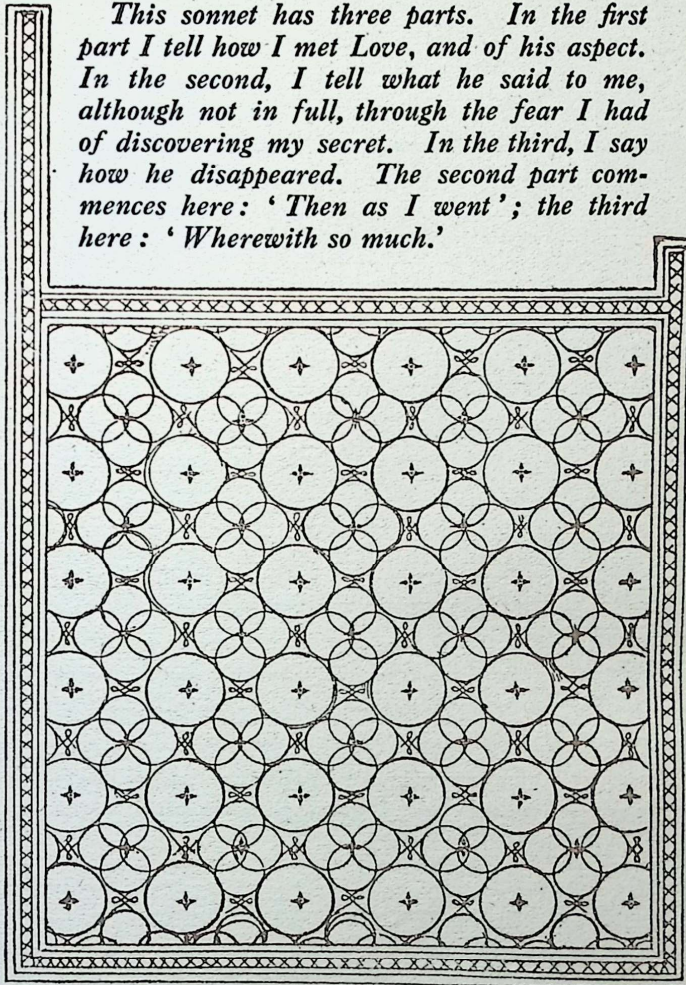 This sonnet has three parts. In the first
part I tell how I met Love, and of his aspect.
In the second, I tell what he said to me,
although not in full, through the fear I had
of discovering my secret. In the third, I say
how he disappeared. The second part com-
mences here: ‘Then as I went’; the third
here: ‘Wherewith so much.’